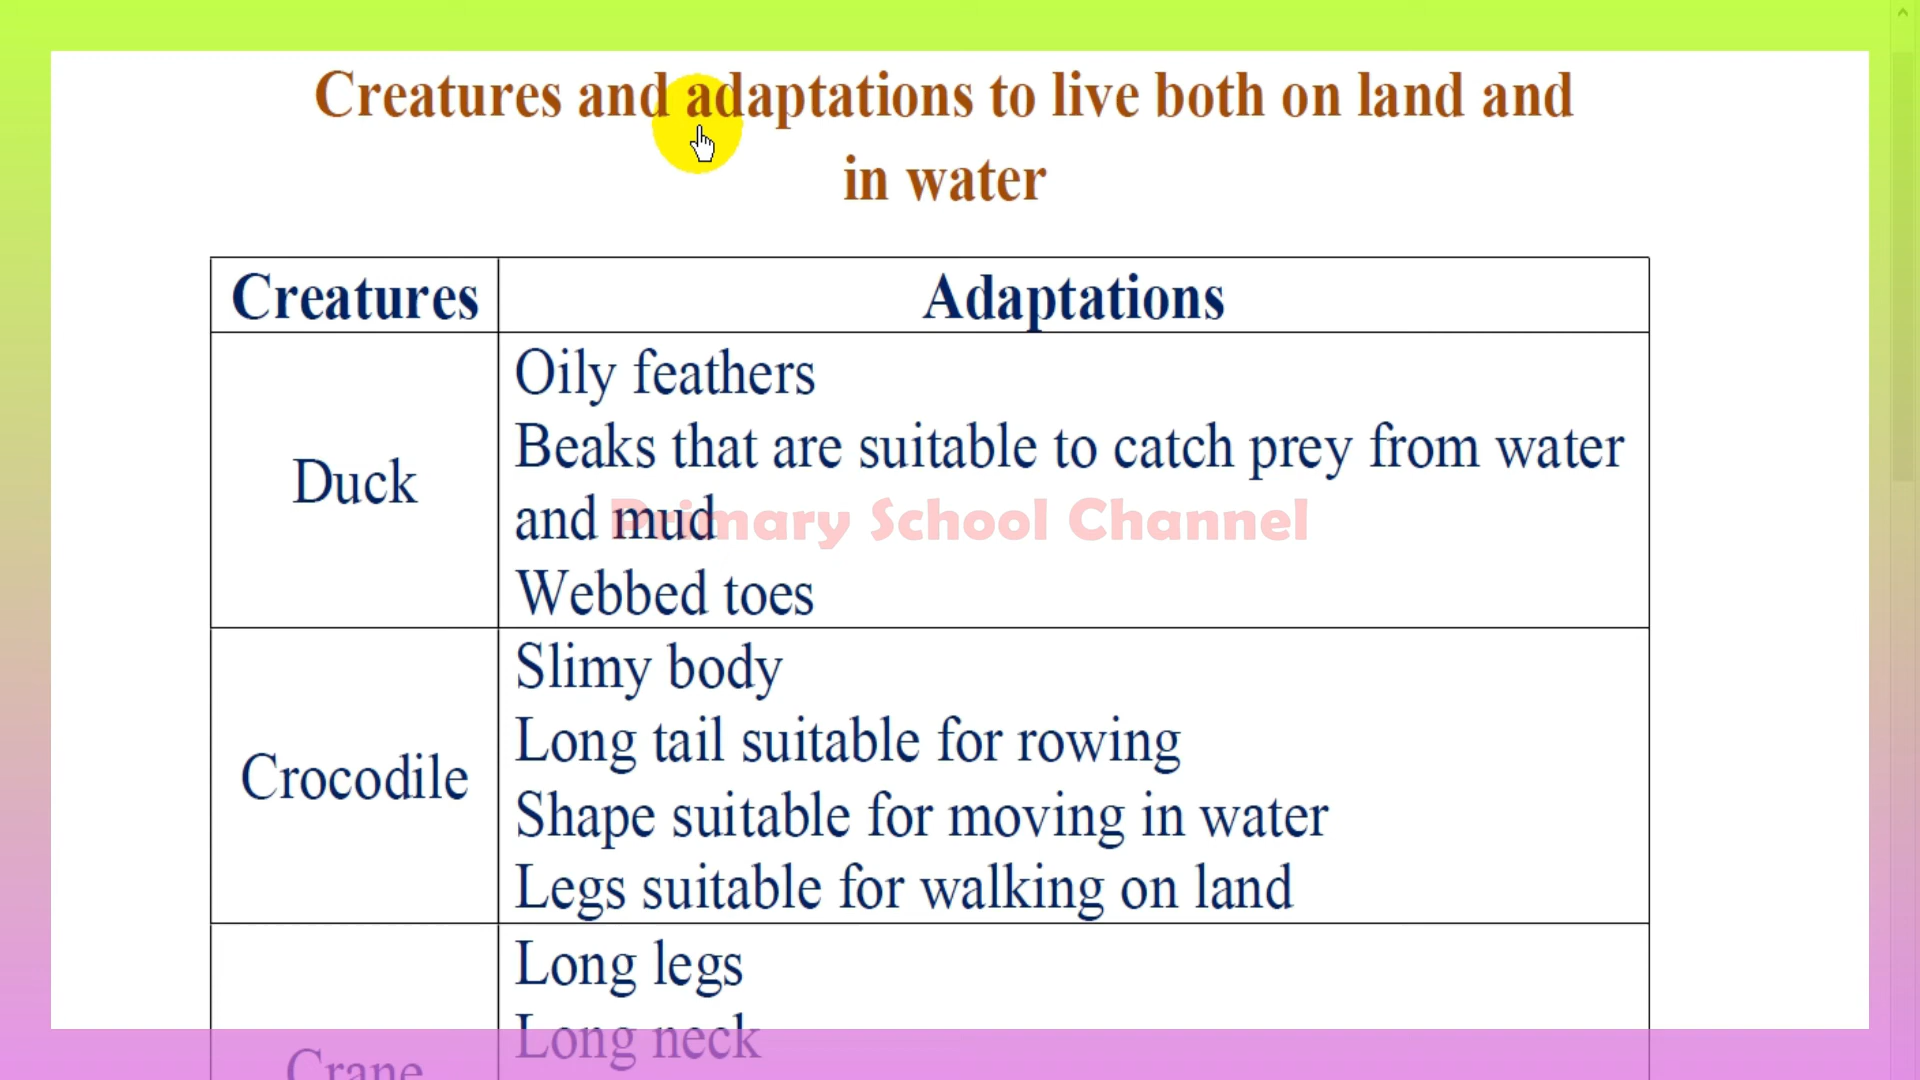 Creatures and adaptations to live both on land and
in water
Creatures
Adaptations
Duck
Oily feathers
Beaks that are suitable to catch prey from water
and mud
Webbed toes
Primary School Channel
Crocodile
Slimy body
Long tail suitable for rowing
Shape suitable for moving in water
Legs suitable for walking on land
Crane
Long legs
Long neck